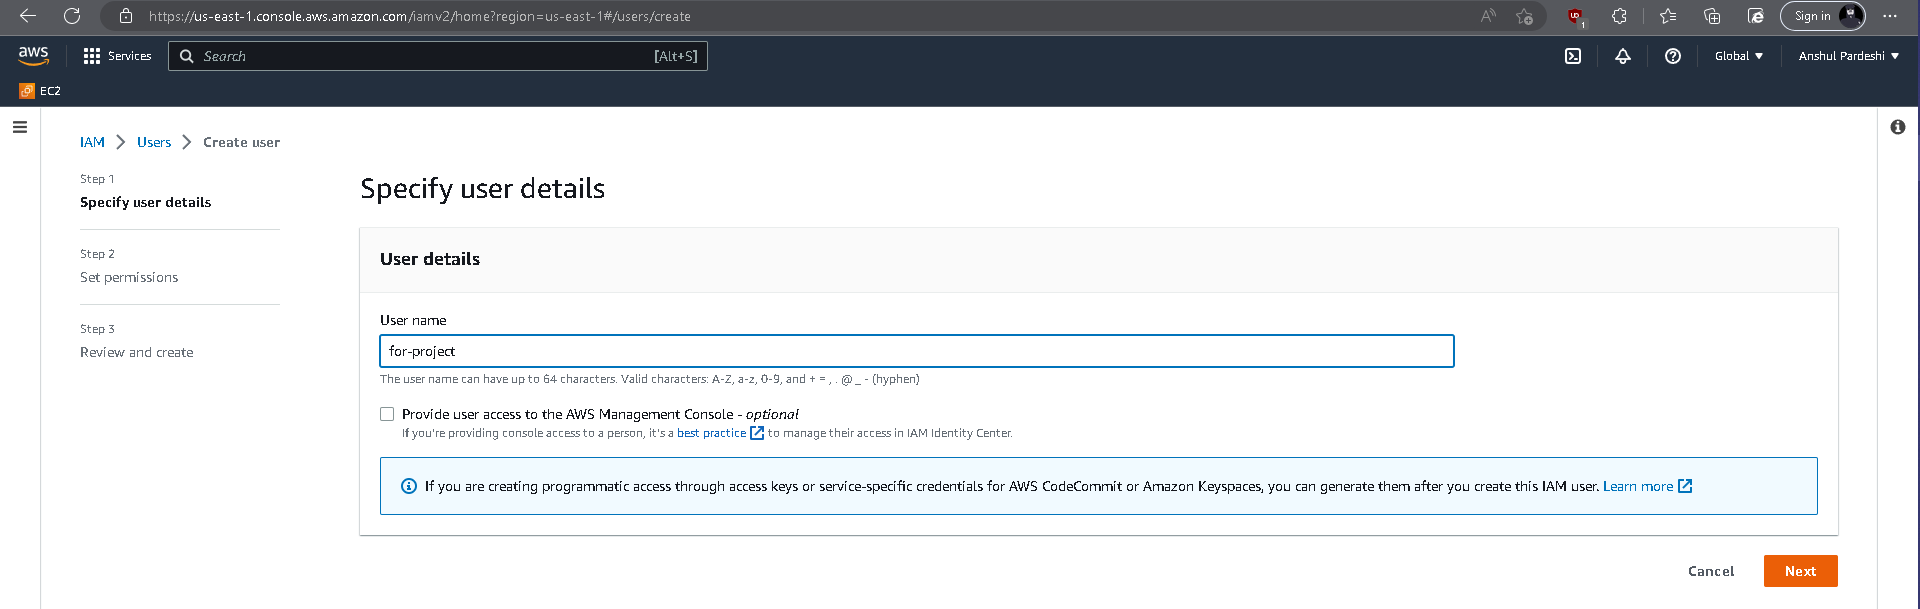 https://us-east-1.console.aws.amazon.com/iamv2/home?region=us-east-1#/users/create
Sign in
aws
Services
Search
[Alt+S]
Global
Anshul Pardeshi
EC2
IAM
Users
Create user
Step 1
Specify user details
Step 2
Set permissions
Step 3
Review and create
Specify user details
User details
User name
for-project
The user name can have up to 64 characters. Valid characters: A-Z, a-z, 0-9, and + = , . @ _ - (hyphen)
Provide user access to the AWS Management Console - optional
If you're providing console access to a person, it's a best practice to manage their access in IAM Identity Center.
If you are creating programmatic access through access keys or service-specific credentials for AWS CodeCommit or Amazon Keyspaces, you can generate them after you create this IAM user. Learn more
Cancel
Next